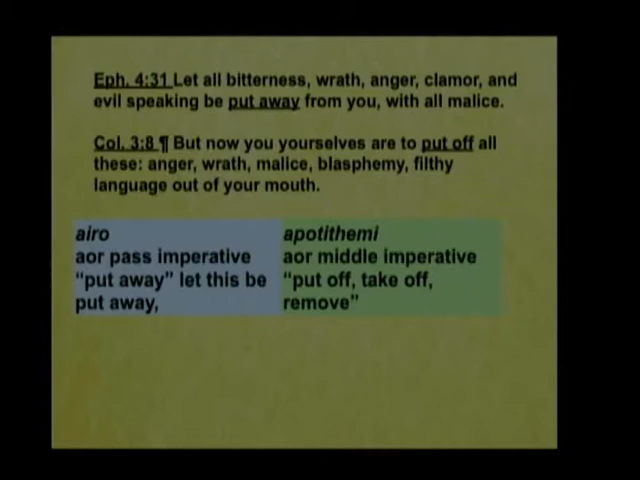 Eph. 4:31 Let all bitterness, wrath, anger, clamor, and
evil speaking be put away from you, with all malice.
Col. 3:8 ¶ But now you yourselves are to put off all
these: anger, wrath, malice, blasphemy, filthy
language out of your mouth.
airo
aor pass imperative
“put away” let this be
put away,
apotithemi
aor middle imperative
“put off, take off,
remove”